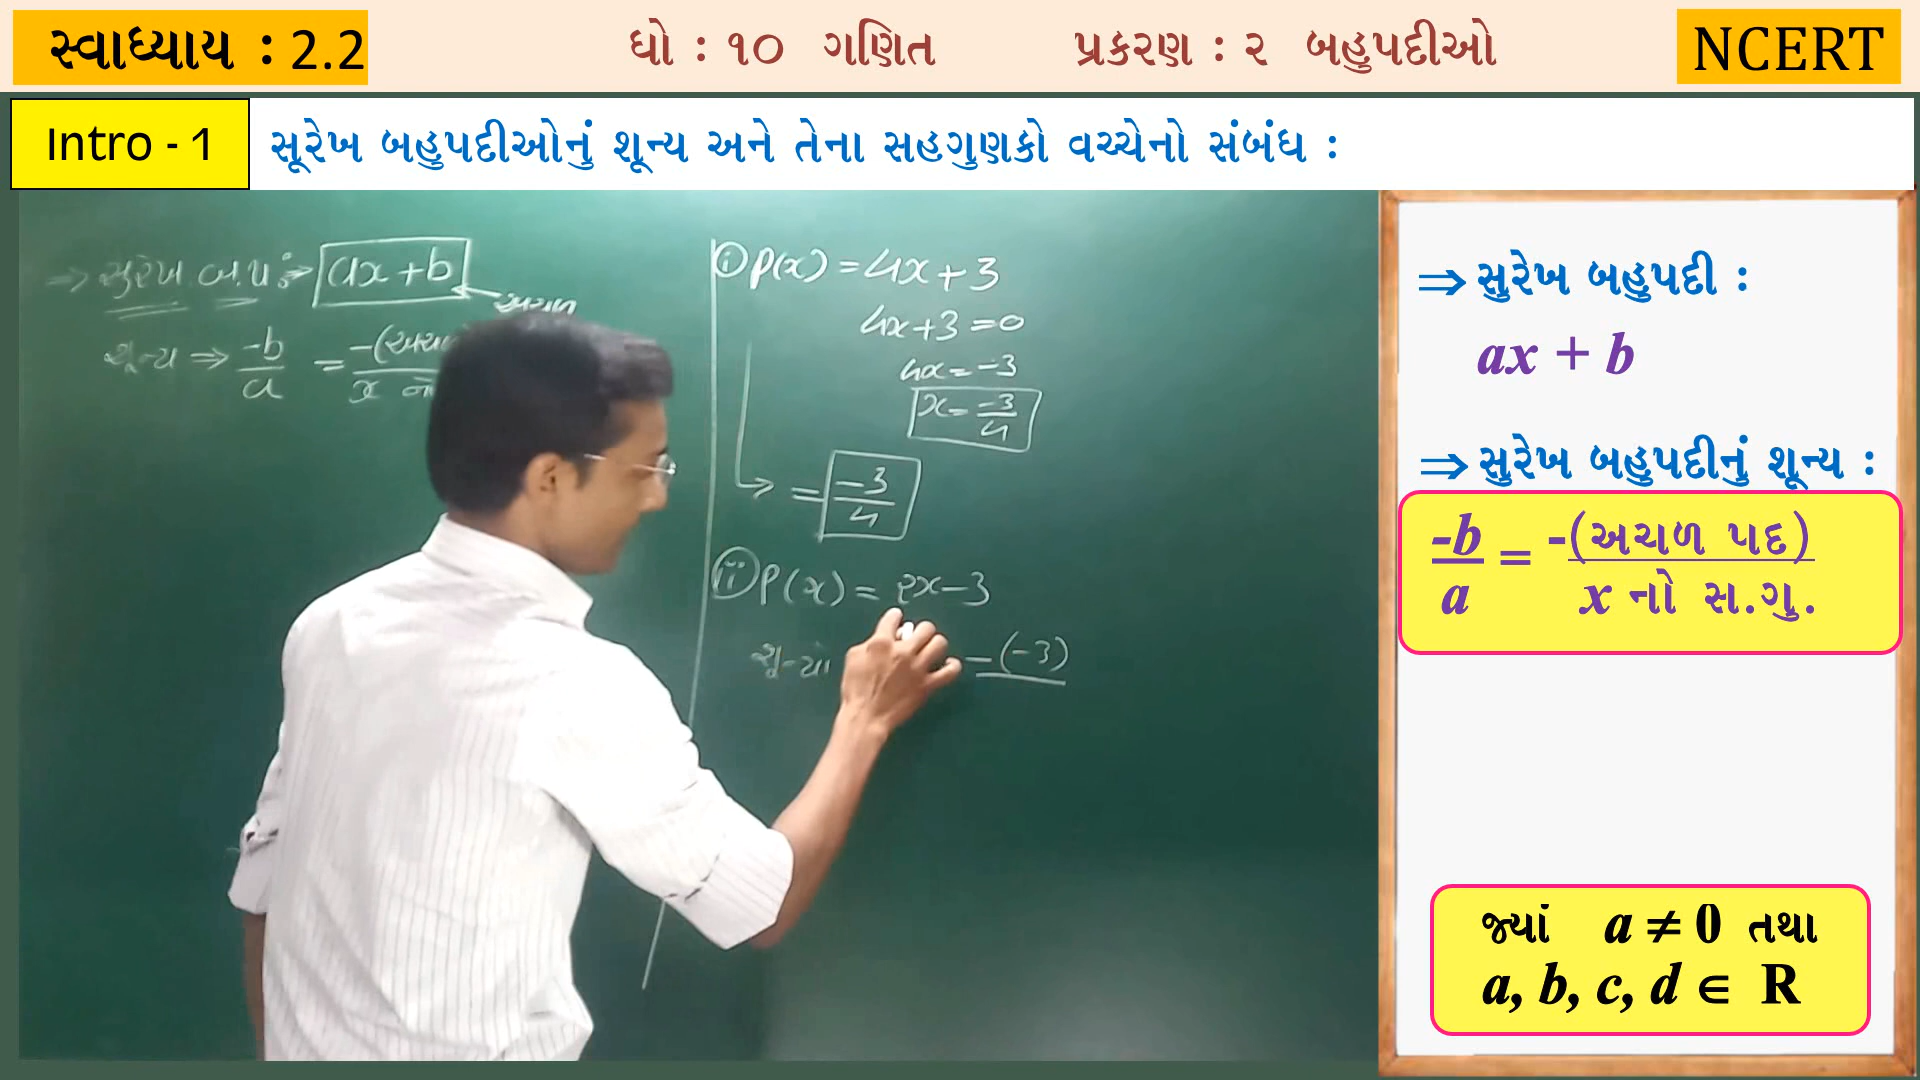 સ્વાધ્યાય : 2.2
ધો : ૧૦ ગણિત પ્રકરણ : ૨ બહુપદીઓ
NCERT
Intro - 1
સૂરેખ બહુપદીઓનું શૂન્ય અને તેના સહગુણકો વચ્ચેનો સંબંધ :
⇒ સુરેખ બ.પ. ⇒ ax + b
અચળ
શૂન્ય ⇒ -b/a = -(અચ
x નો
i P(x) = 4x + 3
4x + 3 = 0
4x = -3
x = -3/4
= -3/4
ii P(x) = 2x - 3
-(-3)
⇒ સુરેખ બહુપદી :
ax + b
⇒ સુરેખ બહુપદીનું શૂન્ય :
-b/a = -(અચળ પદ)/x નો સ.ગુ.
જ્યાં a ≠ 0 તથા
a, b, c, d ∈ R